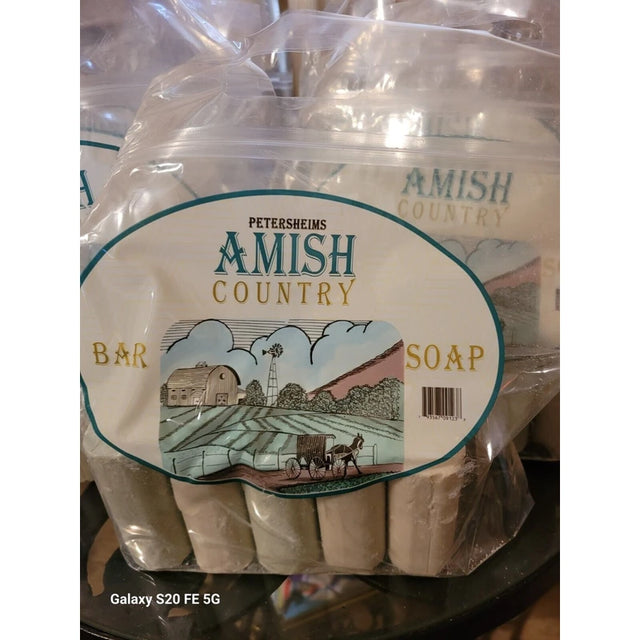 PETERSHEIMS
AMISH
COUNTRY
BAR
SOAP
AMISH
COUNTRY
Galaxy S20 FE 5G